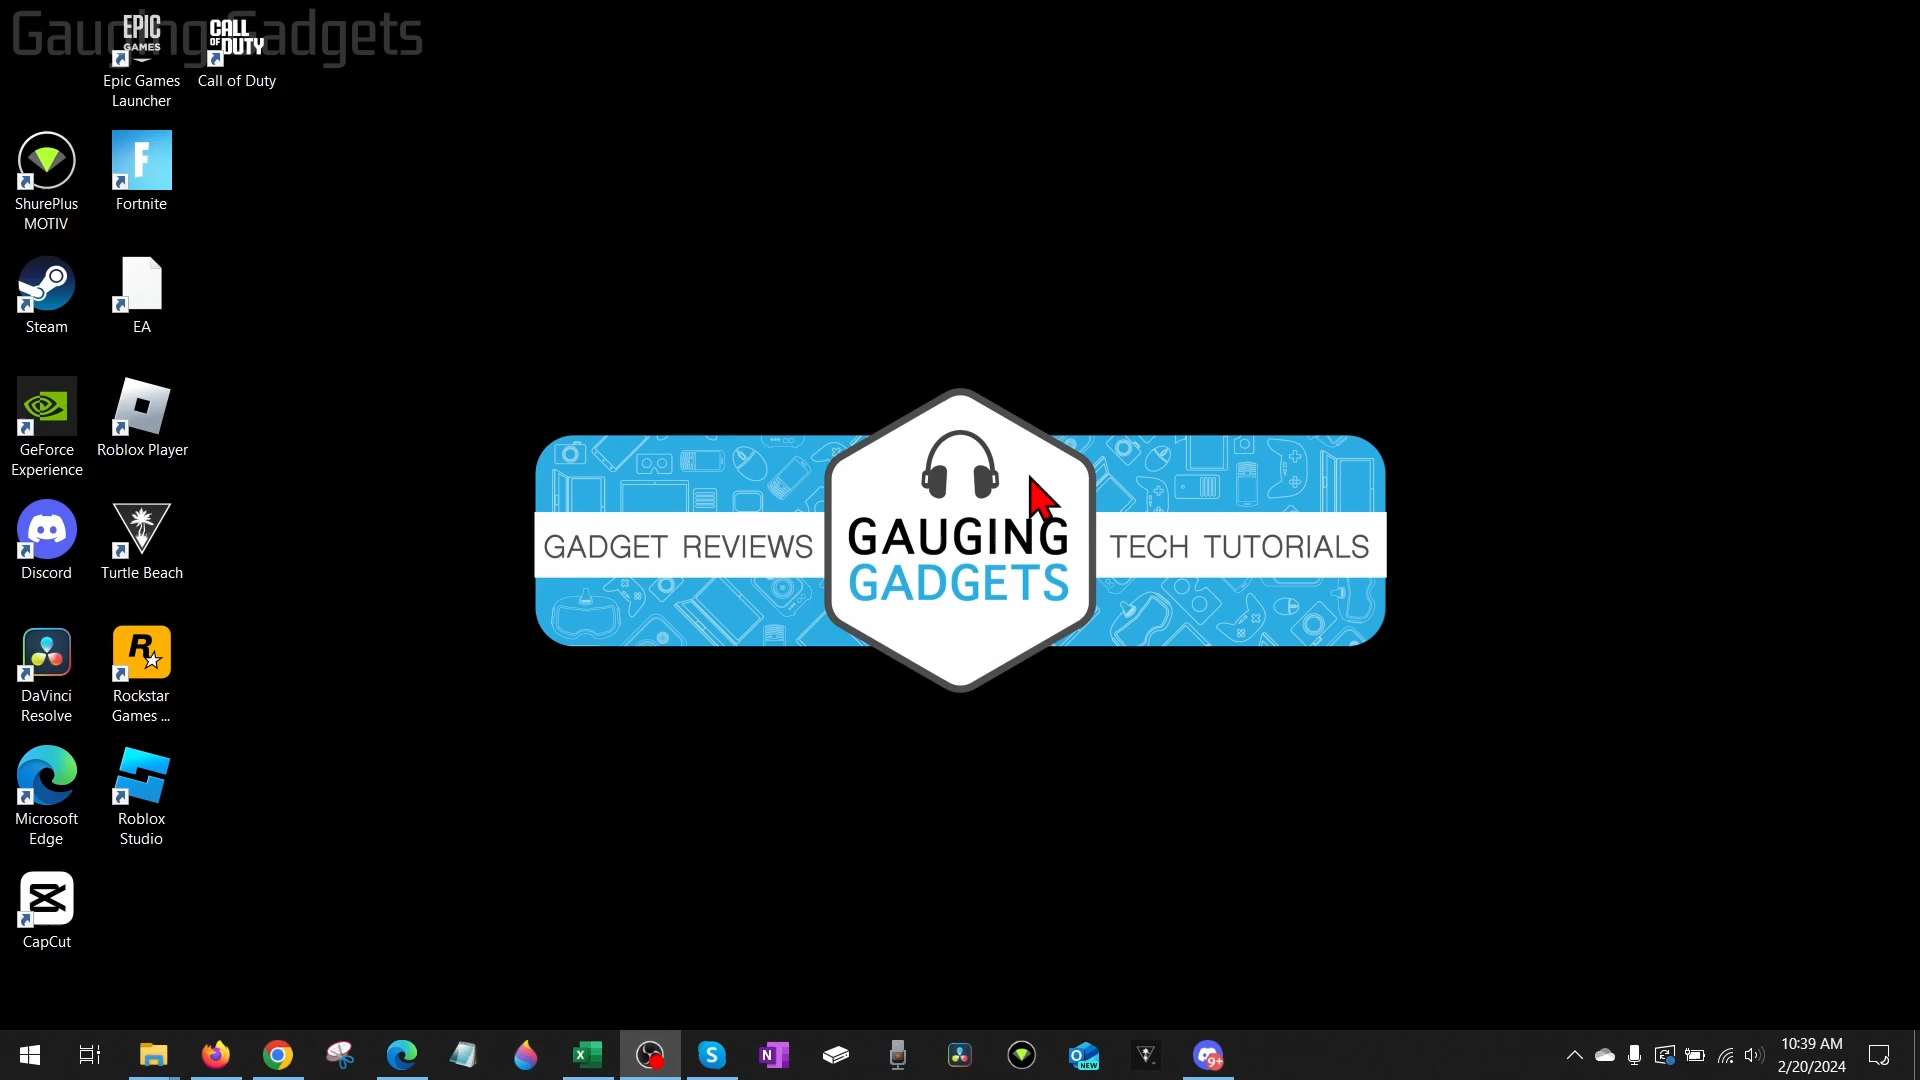 Gauging Gadgets
EPIC
GAMES
CALL
OF DUTY
Epic Games
Launcher
Call of Duty
ShurePlus
MOTIV
F
Fortnite
Steam
EA
GeForce
Experience
Roblox Player
Discord
Turtle Beach
R
DaVinci
Resolve
Rockstar
Games ...
Microsoft
Edge
Roblox
Studio
CapCut
GADGET REVIEWS
GAUGING
GADGETS
TECH TUTORIALS
X
S
N
O
NEW
9+
10:39 AM
2/20/2024